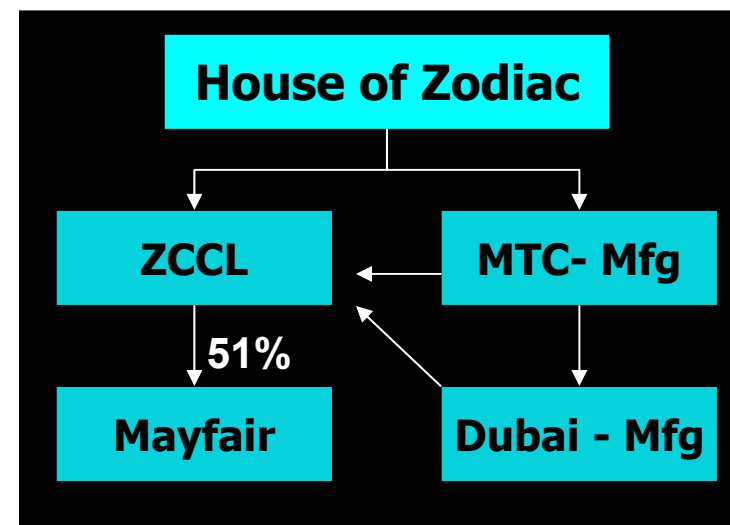 House of Zodiac
ZCCL
MTC- Mfg
51%
Mayfair
Dubai - Mfg